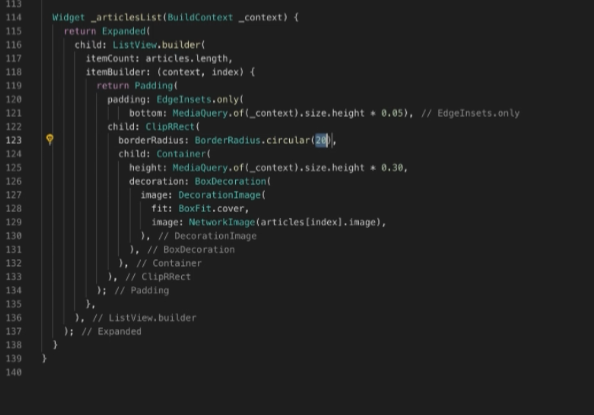 113
114 Widget _articlesList(BuildContext _context) {
115 return Expanded(
116 child: ListView.builder(
117 itemCount: articles.length,
118 itemBuilder: (context, index) {
119 return Padding(
120 padding: EdgeInsets.only(
121 bottom: MediaQuery.of(_context).size.height * 0.05), // EdgeInsets.only
122 child: ClipRRect(
123 borderRadius: BorderRadius.circular(20),
124 child: Container(
125 height: MediaQuery.of(_context).size.height * 0.30,
126 decoration: BoxDecoration(
127 image: DecorationImage(
128 fit: BoxFit.cover,
129 image: NetworkImage(articles[index].image),
130 ), // DecorationImage
131 ), // BoxDecoration
132 ), // Container
133 ), // ClipRRect
134 ); // Padding
135 },
136 ), // ListView.builder
137 ); // Expanded
138 }
139 }
140